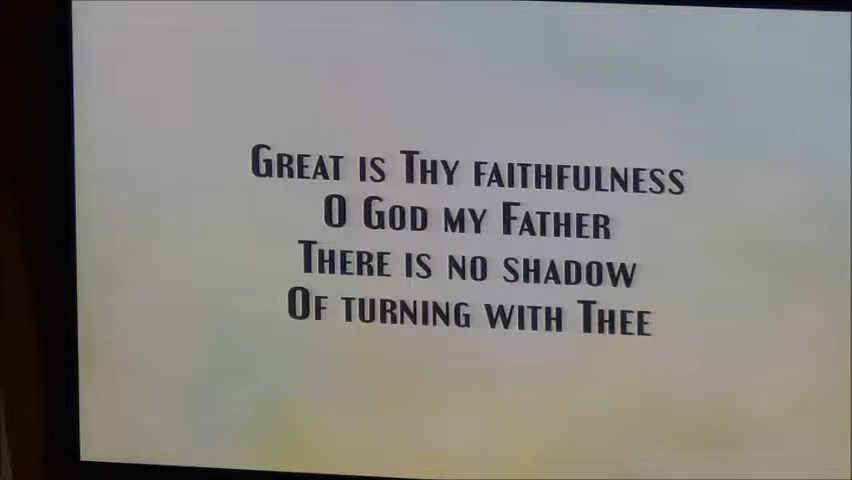 Great is Thy faithfulness
O God my Father
There is no shadow
Of turning with Thee